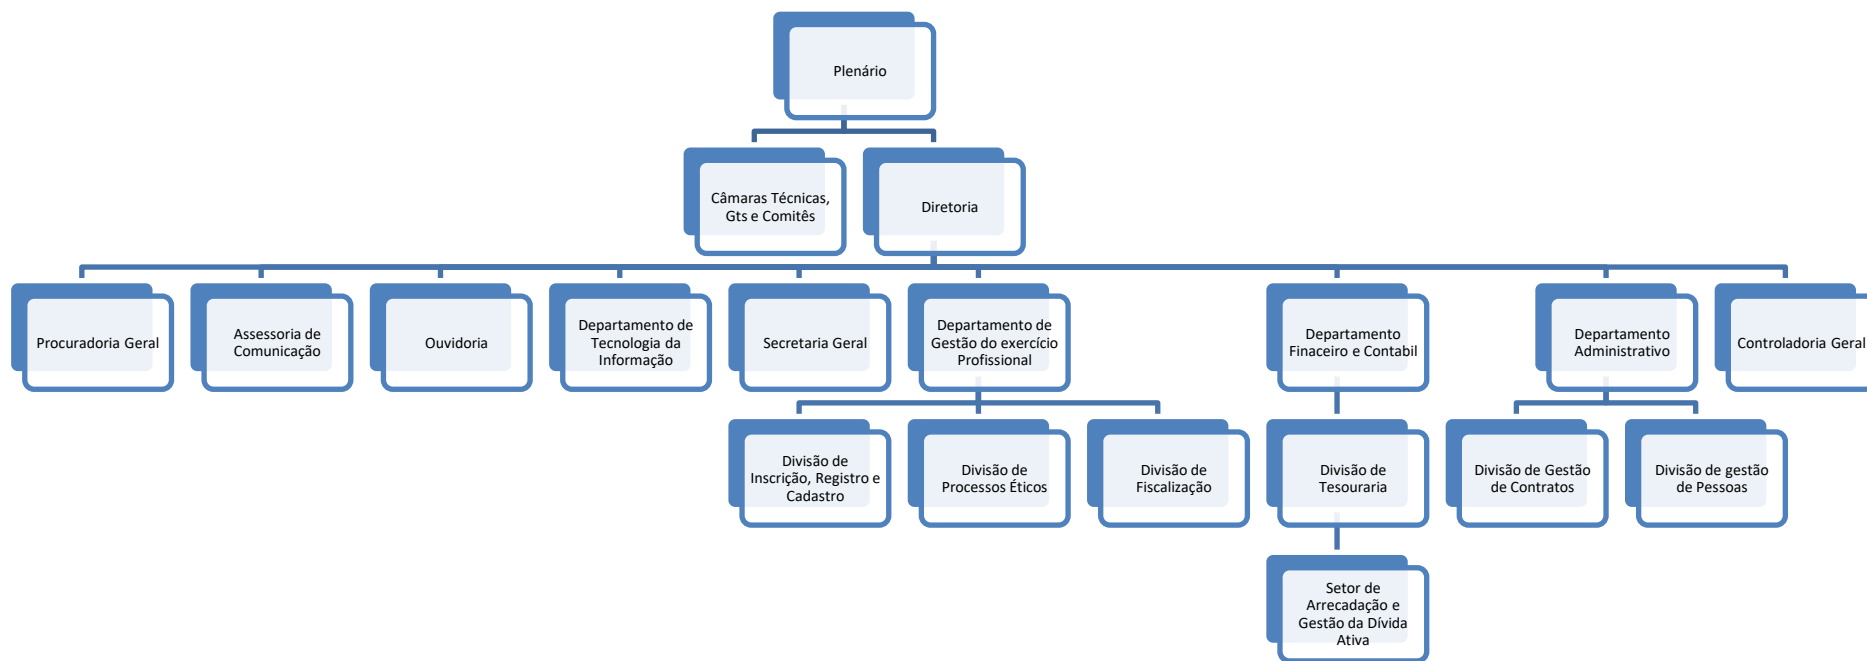 Plenário
Câmaras Técnicas,
Gts e Comitês
Diretoria
Procuradoria Geral
Assessoria de
Comunicação
Ouvidoria
Departamento de
Tecnologia da
Informação
Secretaria Geral
Departamento de
Gestão do exercício
Profissional
Departamento
Finaceiro e Contabil
Departamento
Administrativo
Controladoria Geral
Divisão de
Inscrição, Registro e
Cadastro
Divisão de
Processos Éticos
Divisão de
Fiscalização
Divisão de
Tesouraria
Divisão de Gestão
de Contratos
Divisão de gestão
de Pessoas
Setor de
Arrecadação e
Gestão da Dívida
Ativa